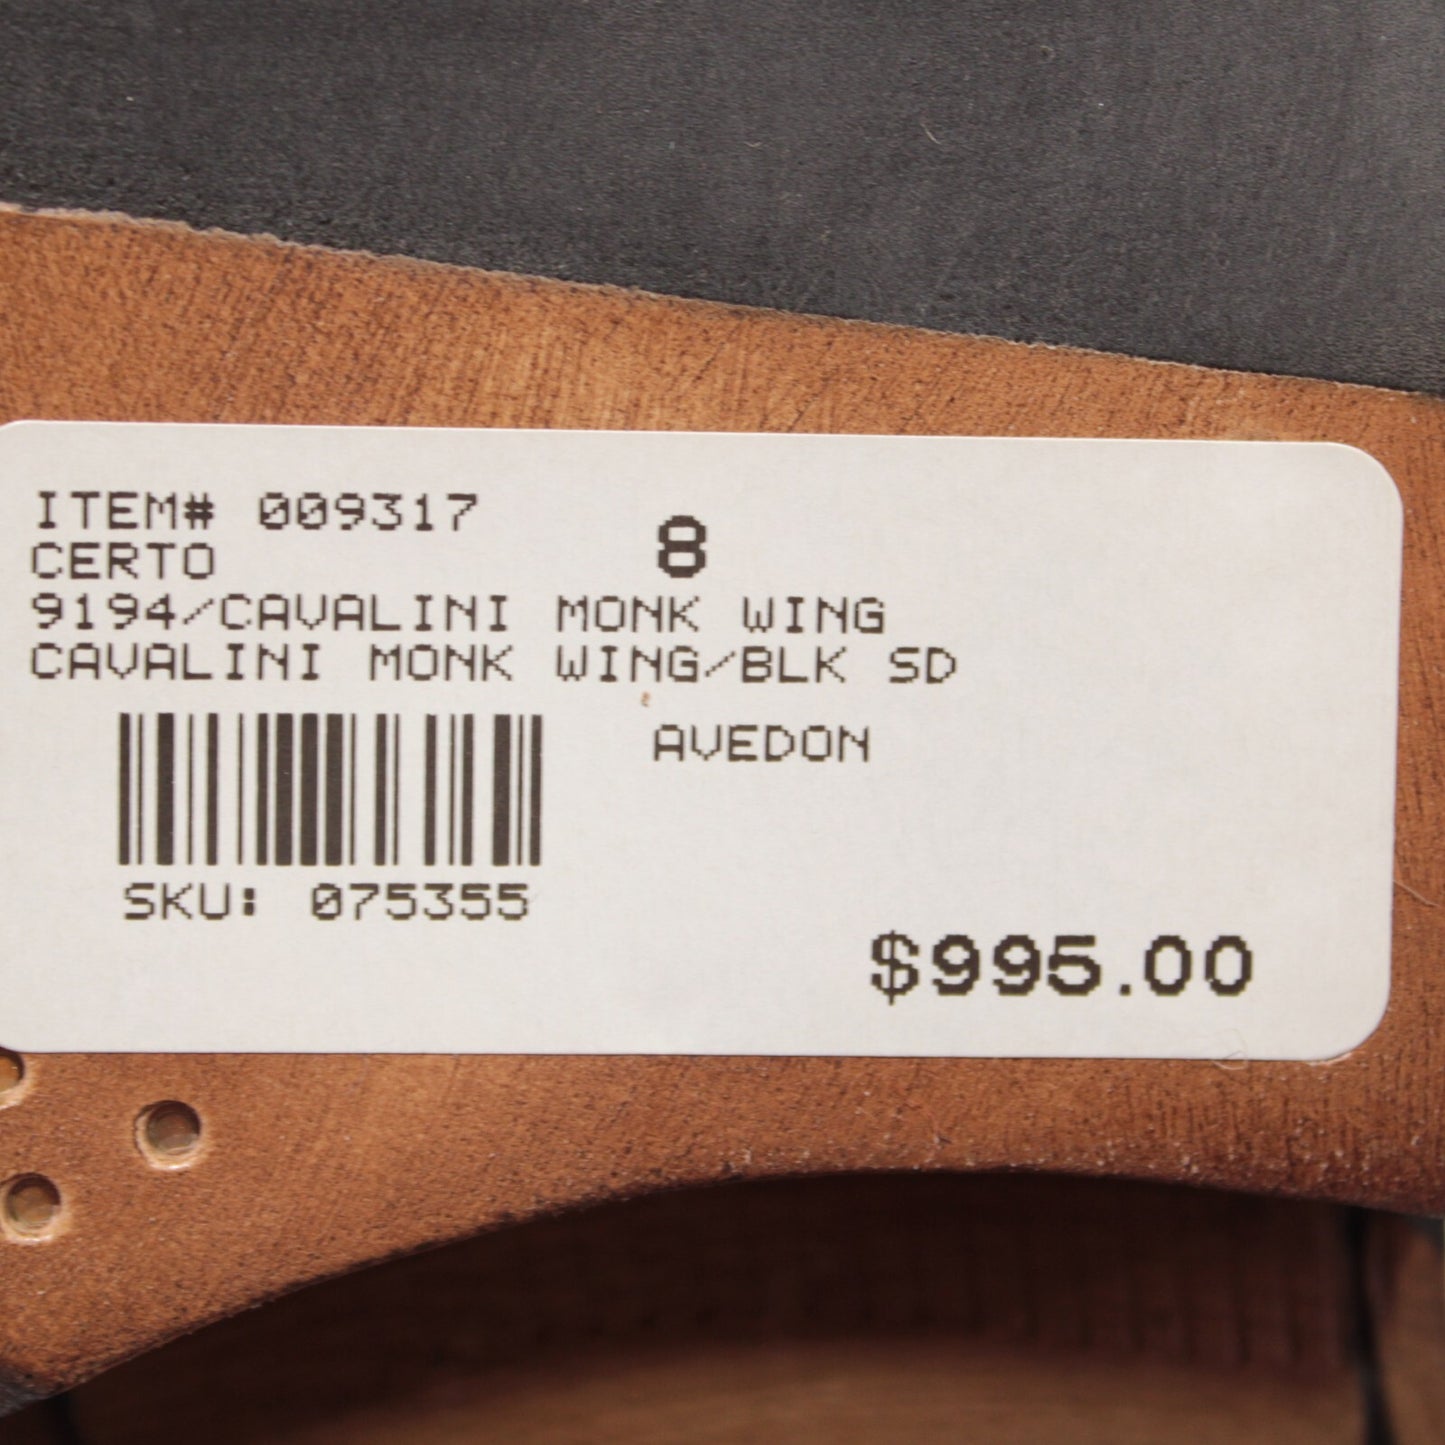 ITEM# 009317
8
CERTO
9194/CAVALINI MONK WING
CAVALINI MONK WING/BLK SD
AVEDON
SKU: 075355
$995.00